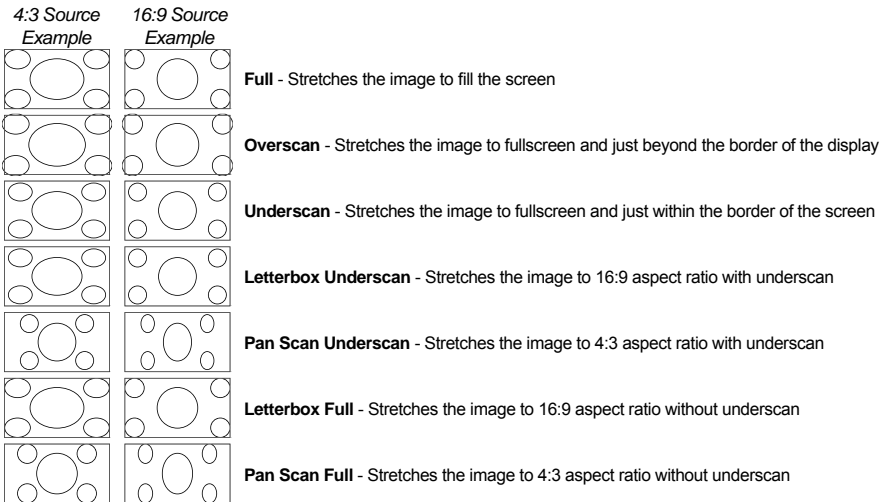 4:3 Source
Example
16:9 Source
Example
Full - Stretches the image to fill the screen
Overscan - Stretches the image to fullscreen and just beyond the border of the display
Underscan - Stretches the image to fullscreen and just within the border of the screen
Letterbox Underscan - Stretches the image to 16:9 aspect ratio with underscan
Pan Scan Underscan - Stretches the image to 4:3 aspect ratio with underscan
Letterbox Full - Stretches the image to 16:9 aspect ratio without underscan
Pan Scan Full - Stretches the image to 4:3 aspect ratio without underscan